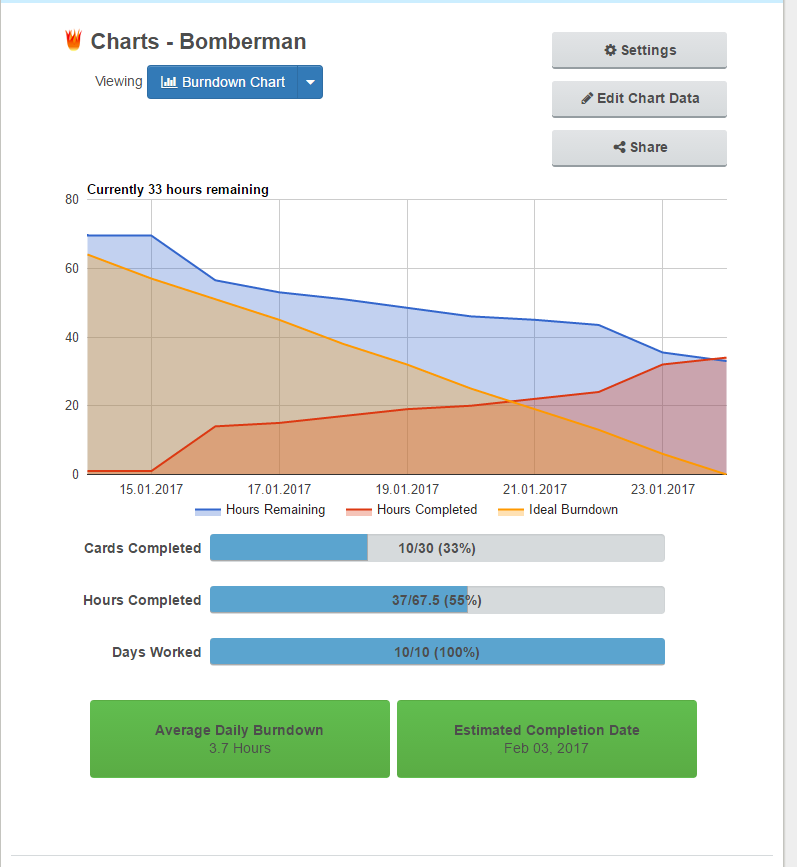 Charts - Bomberman
Settings
Viewing Burndown Chart
Edit Chart Data
Share
Currently 33 hours remaining
80
60
40
20
0
15.01.2017 17.01.2017 19.01.2017 21.01.2017 23.01.2017
Hours Remaining Hours Completed Ideal Burndown
Cards Completed 10/30 (33%)
Hours Completed 37/67.5 (55%)
Days Worked 10/10 (100%)
Average Daily Burndown
3.7 Hours
Estimated Completion Date
Feb 03, 2017